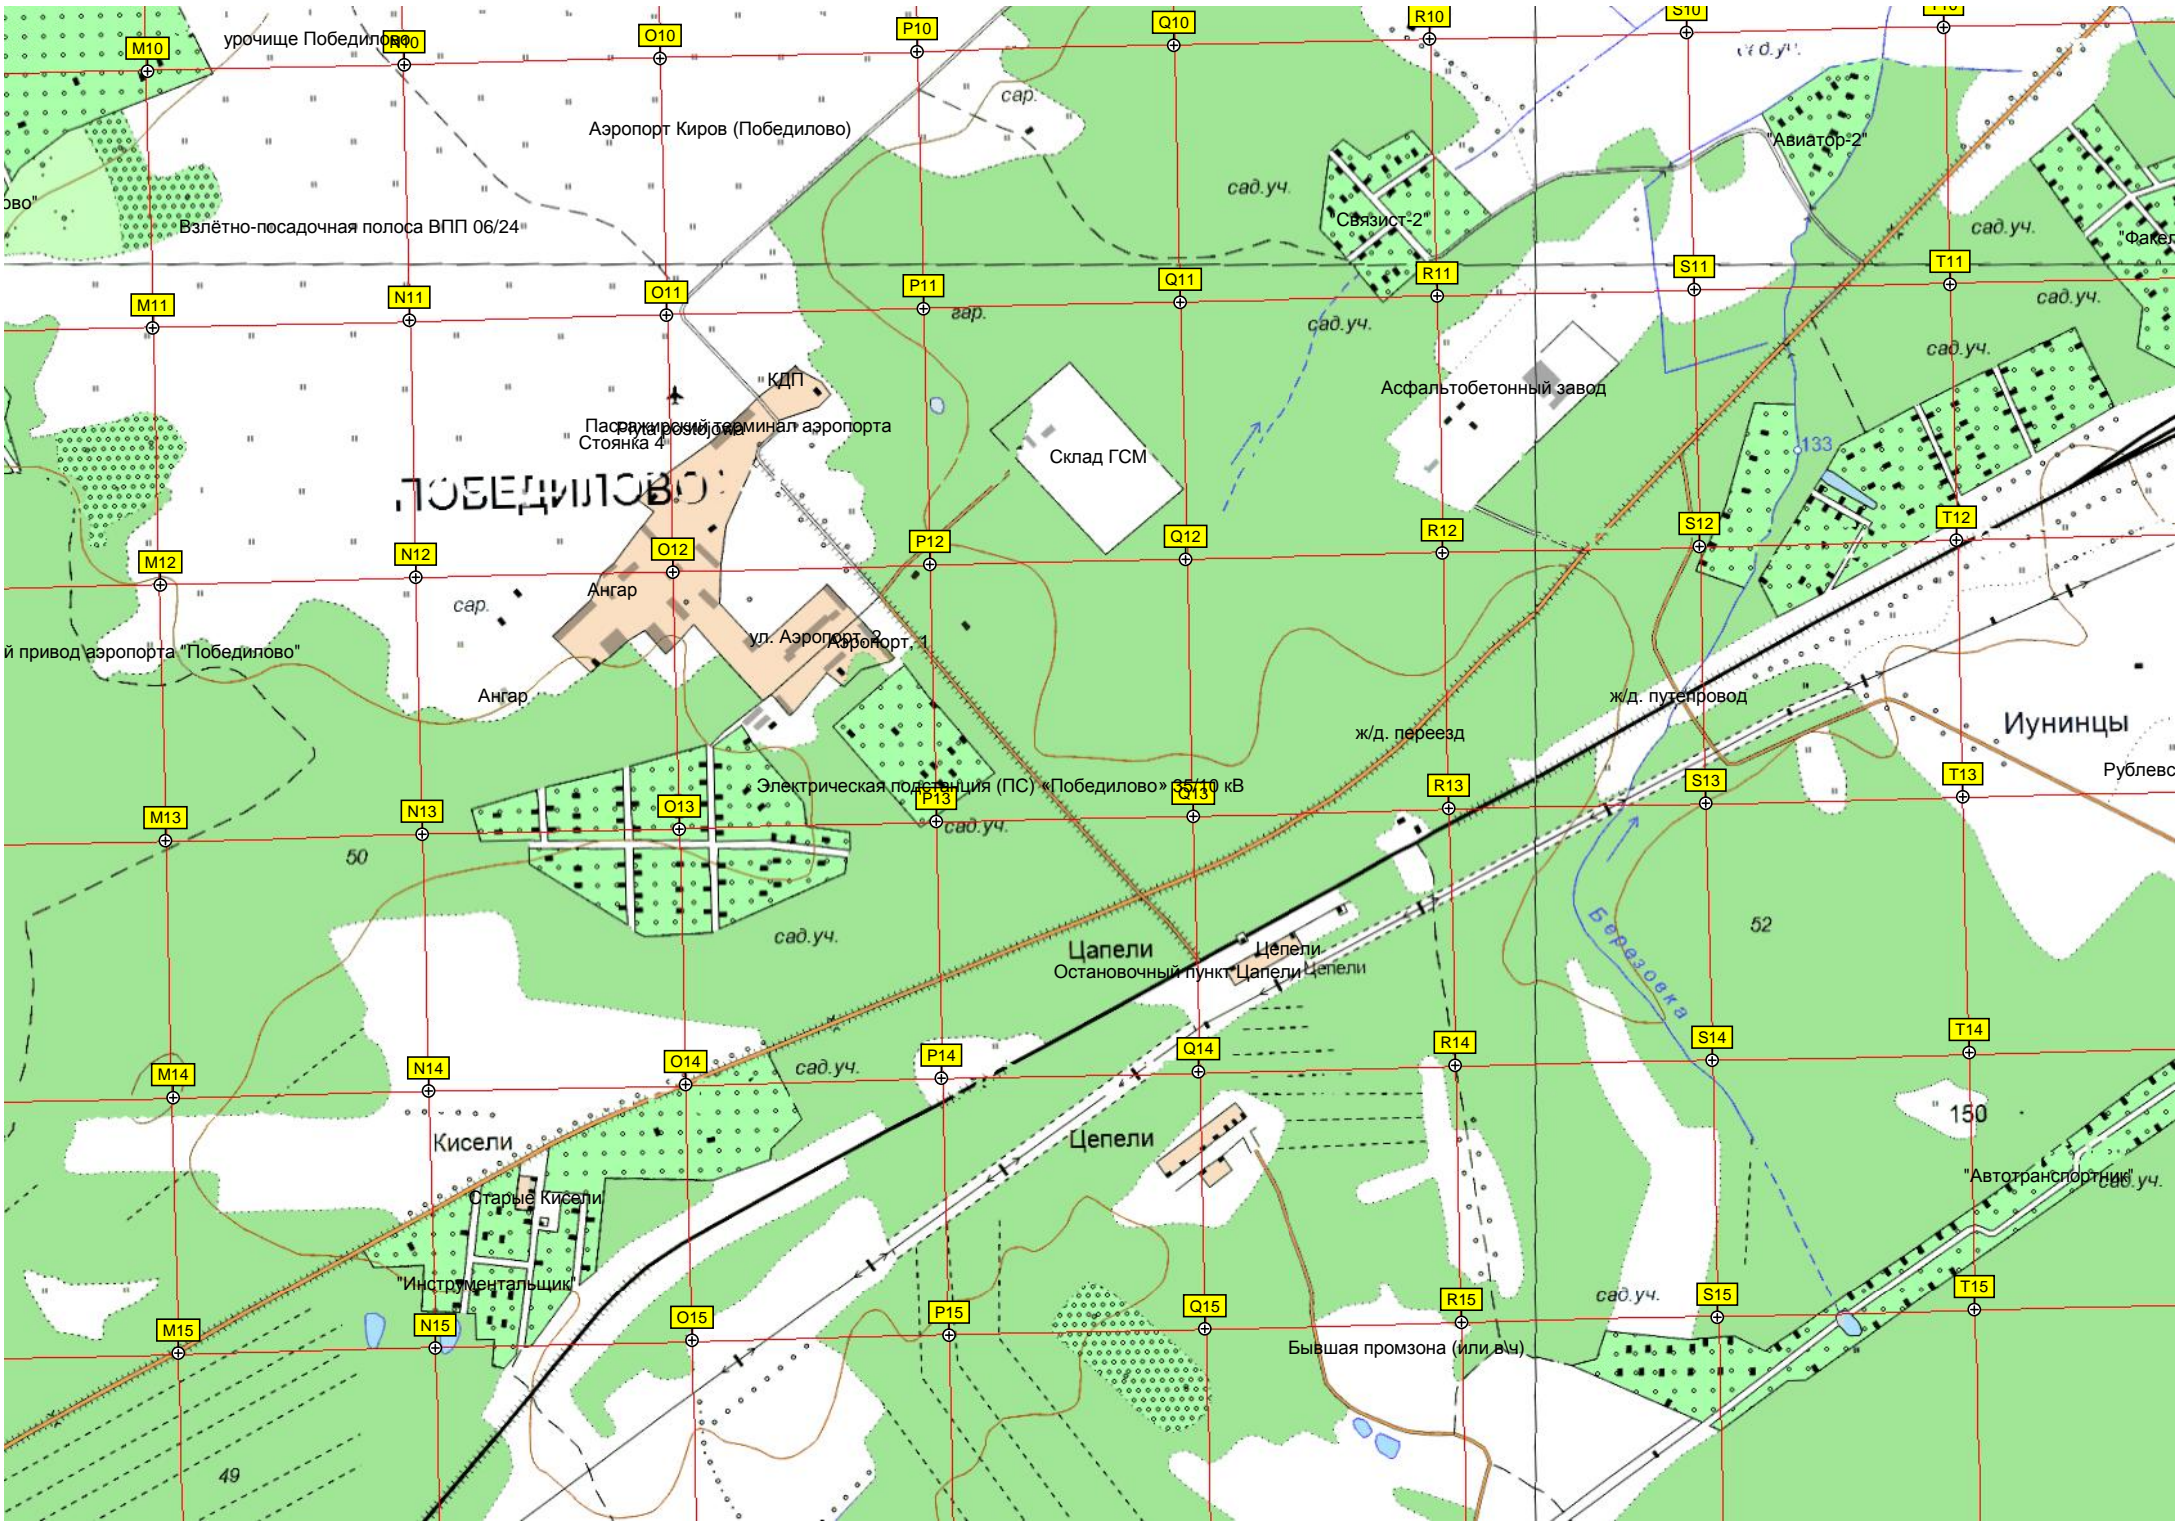 R10
S10
O10
P10
Q10
M10
урочище Победилово
N10
сад.уч.
сар.
Аэропорт Киров (Победилово)
"Авиатор-2"
сад.уч.
"Связист-2"
Взлётно-посадочная полоса ВПП 06/24
сад.уч.
"Факел
T11
S11
R11
Q11
P11
O11
N11
M11
гар.
сад.уч.
сад.уч.
сад.уч.
КДП
Асфальтобетонный завод
Пассажирский терминал аэропорта
Płyta postojowa
Стоянка 4
133
Склад ГСМ
ПОБЕДИЛОВО
T12
S12
R12
Q12
P12
O12
N12
M12
Ангар
сар.
ул. Аэропорт, 2
Аэропорт, 1
й привод аэропорта "Победилово"
Ангар
ж/д. путепровод
Иунинцы
ж/д. переезд
Рублевс
T13
S13
R13
Электрическая подстанция (ПС) «Победилово» 35/10 кВ
Q13
P13
O13
N13
M13
сад.уч.
50
52
Березовка
сад.уч.
Цапели
Цепели
Остановочный пункт Цапели
Цепели
T14
S14
R14
Q14
P14
O14
N14
M14
сад.уч.
150
Кисели
Цепели
"Автотранспортник"
сад.уч.
Старые Кисели
"Инструментальщик"
сад.уч.
T15
S15
R15
Q15
P15
O15
N15
M15
Бывшая промзона (или в\ч)
49